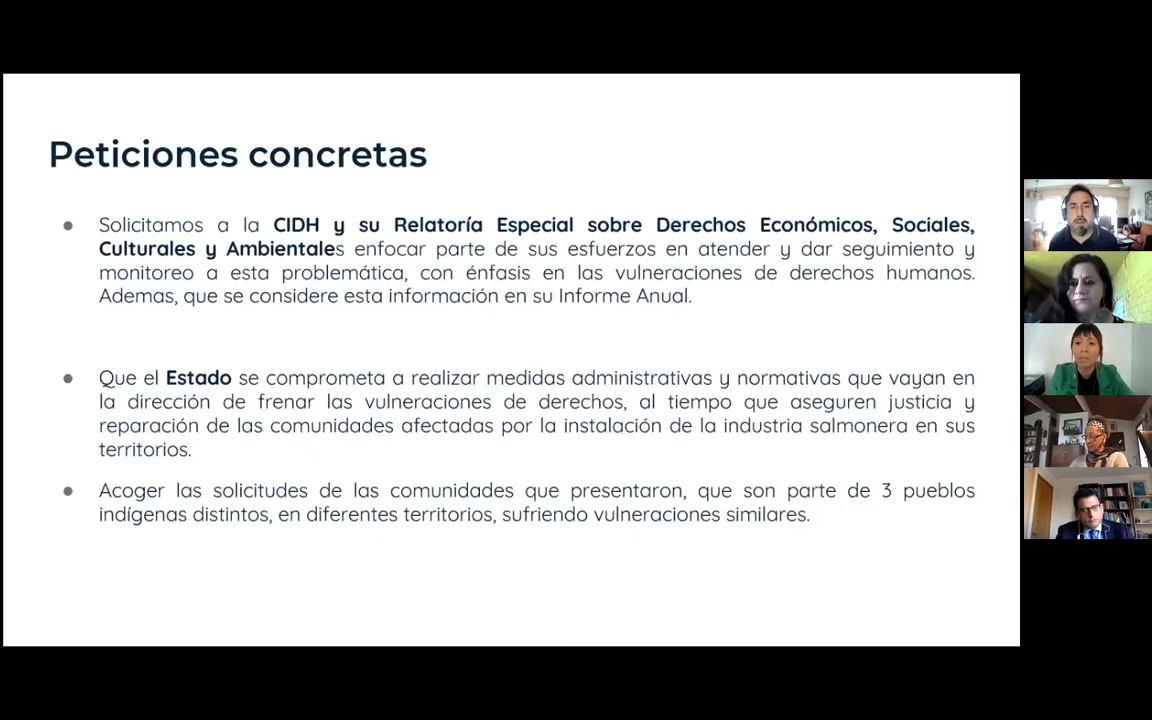 Peticiones concretas
● Solicitamos a la CIDH y su Relatoría Especial sobre Derechos Económicos, Sociales,
Culturales y Ambientales enfocar parte de sus esfuerzos en atender y dar seguimiento y
monitoreo a esta problemática, con énfasis en las vulneraciones de derechos humanos.
Ademas, que se considere esta información en su Informe Anual.
● Que el Estado se comprometa a realizar medidas administrativas y normativas que vayan en
la dirección de frenar las vulneraciones de derechos, al tiempo que aseguren justicia y
reparación de las comunidades afectadas por la instalación de la industria salmonera en sus
territorios.
● Acoger las solicitudes de las comunidades que presentaron, que son parte de 3 pueblos
indígenas distintos, en diferentes territorios, sufriendo vulneraciones similares.